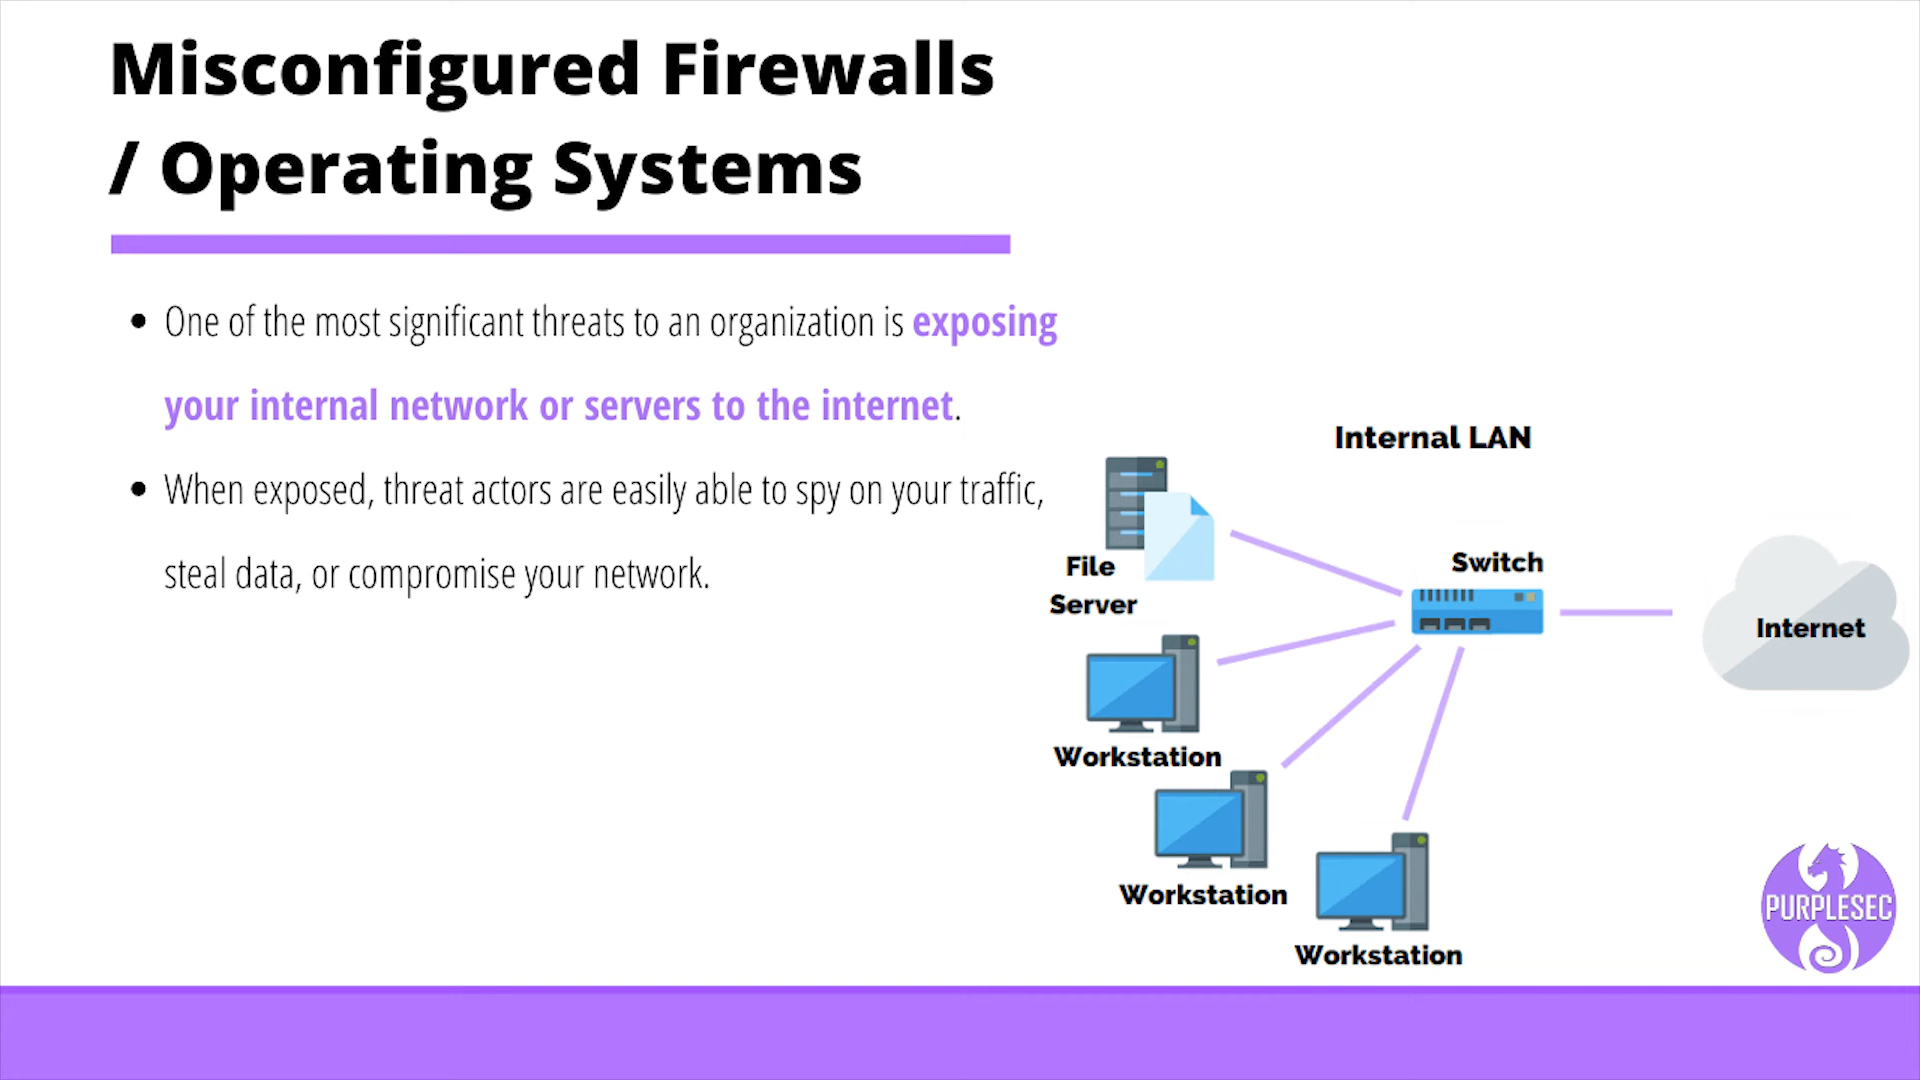 Misconfigured Firewalls
/ Operating Systems
• One of the most significant threats to an organization is exposing
your internal network or servers to the internet.
• When exposed, threat actors are easily able to spy on your traffic,
steal data, or compromise your network.
Internal LAN
File
Server
Switch
Internet
Workstation
Workstation
Workstation
PURPLESEC